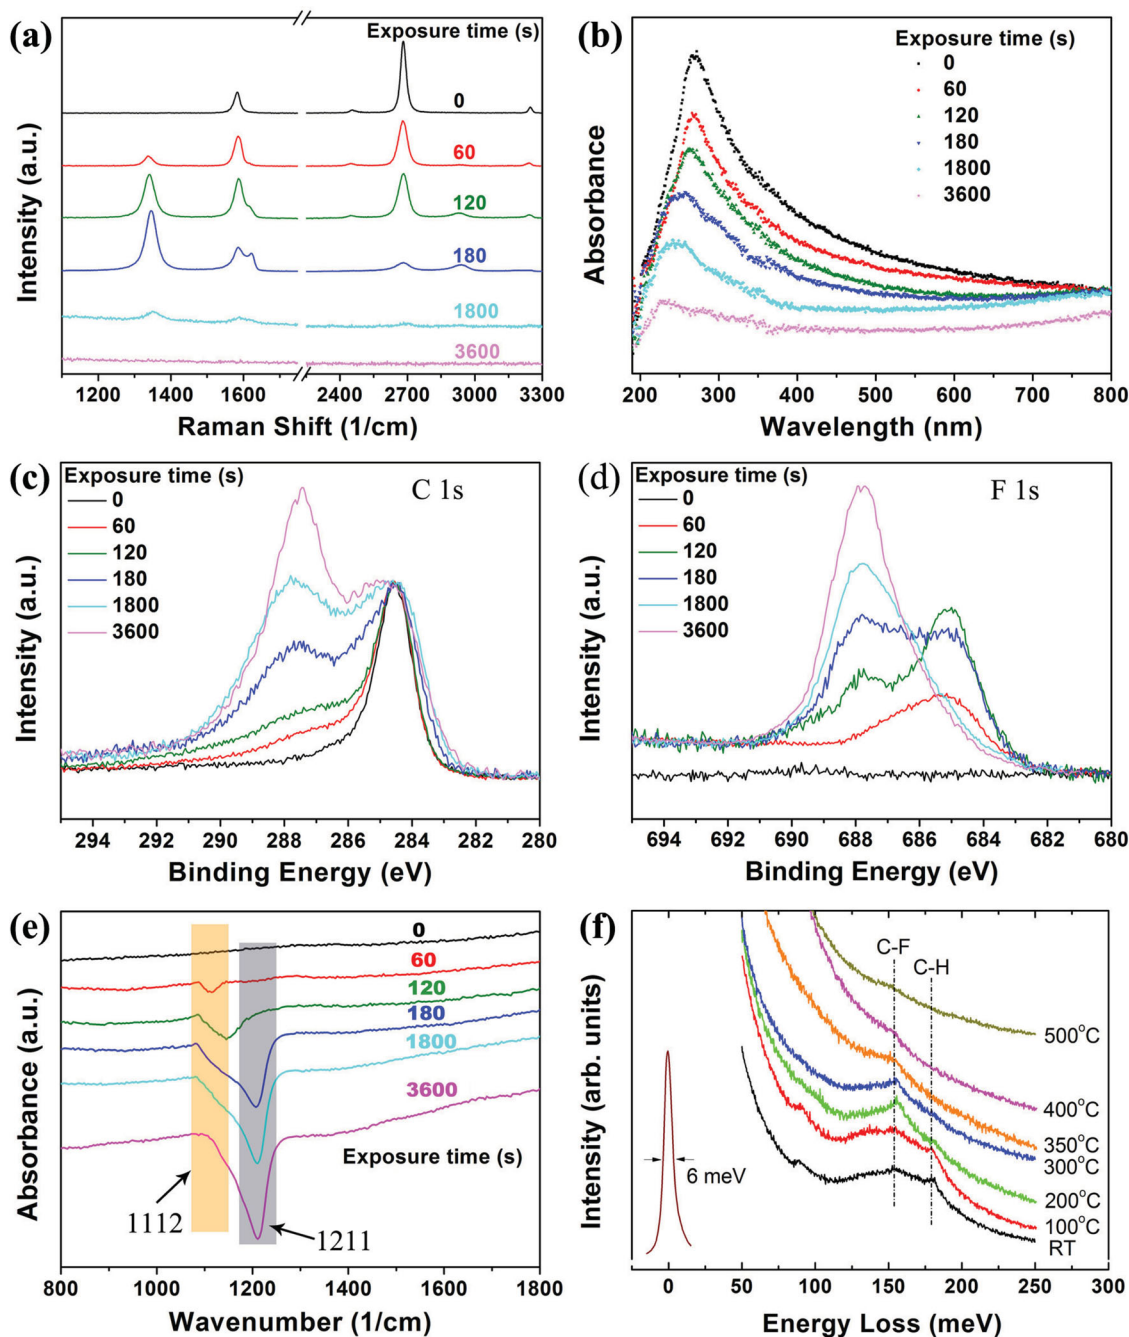 (a)
Exposure time (s)
0
60
120
180
1800
3600
Intensity (a.u.)
1200 1400 1600 2400 2700 3000 3300
Raman Shift (1/cm)
(b)
Exposure time (s)
0
60
120
180
1800
3600
Absorbance
200 300 400 500 600 700 800
Wavelength (nm)
(c)
Exposure time (s)
0
60
120
180
1800
3600
C 1s
Intensity (a.u.)
294 292 290 288 286 284 282 280
Binding Energy (eV)
(d)
Exposure time (s)
0
60
120
180
1800
3600
F 1s
Intensity (a.u.)
694 692 690 688 686 684 682 680
Binding Energy (eV)
(e)
0
60
120
180
1800
3600
Exposure time (s)
1112
1211
Absorbance (a.u.)
800 1000 1200 1400 1600 1800
Wavenumber (1/cm)
(f)
C-F
C-H
6 meV
500°C
400°C
350°C
300°C
200°C
100°C
RT
Intensity (arb. units)
0 50 100 150 200 250 300
Energy Loss (meV)